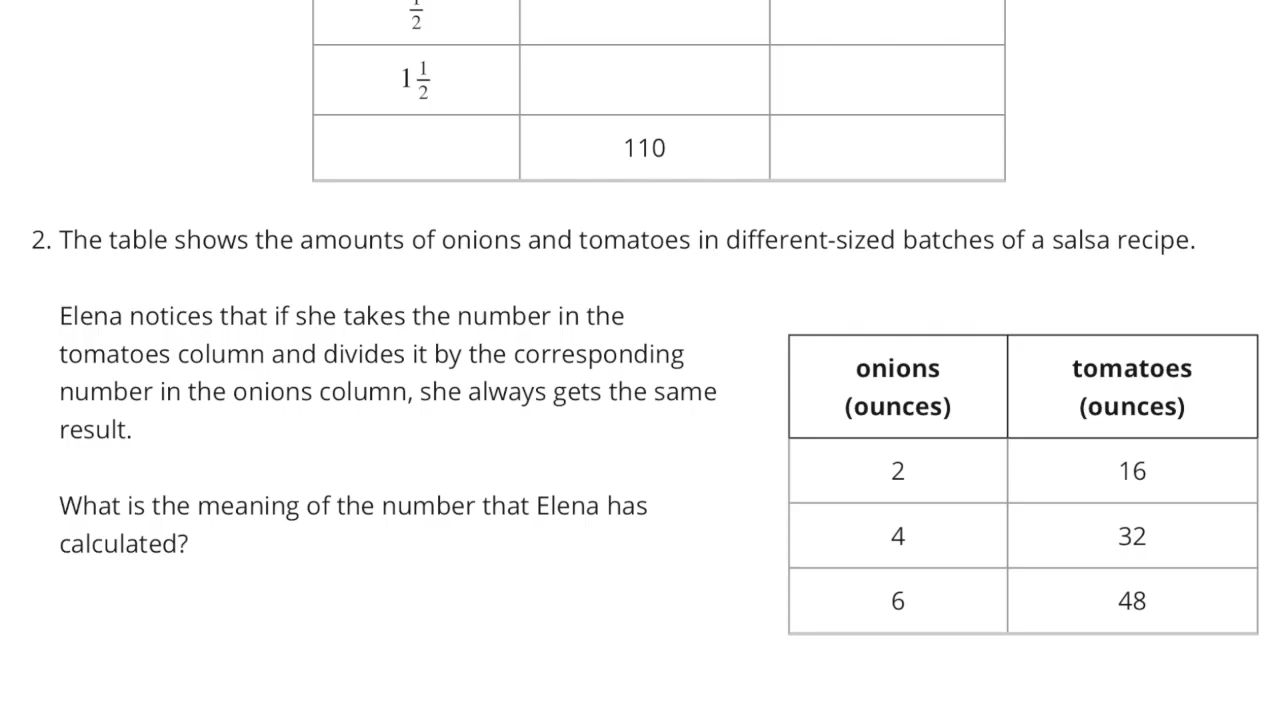 1/2
1 1/2
110
2. The table shows the amounts of onions and tomatoes in different-sized batches of a salsa recipe.
Elena notices that if she takes the number in the
tomatoes column and divides it by the corresponding
number in the onions column, she always gets the same
result.
What is the meaning of the number that Elena has
calculated?
onions tomatoes
(ounces) (ounces)
2 16
4 32
6 48